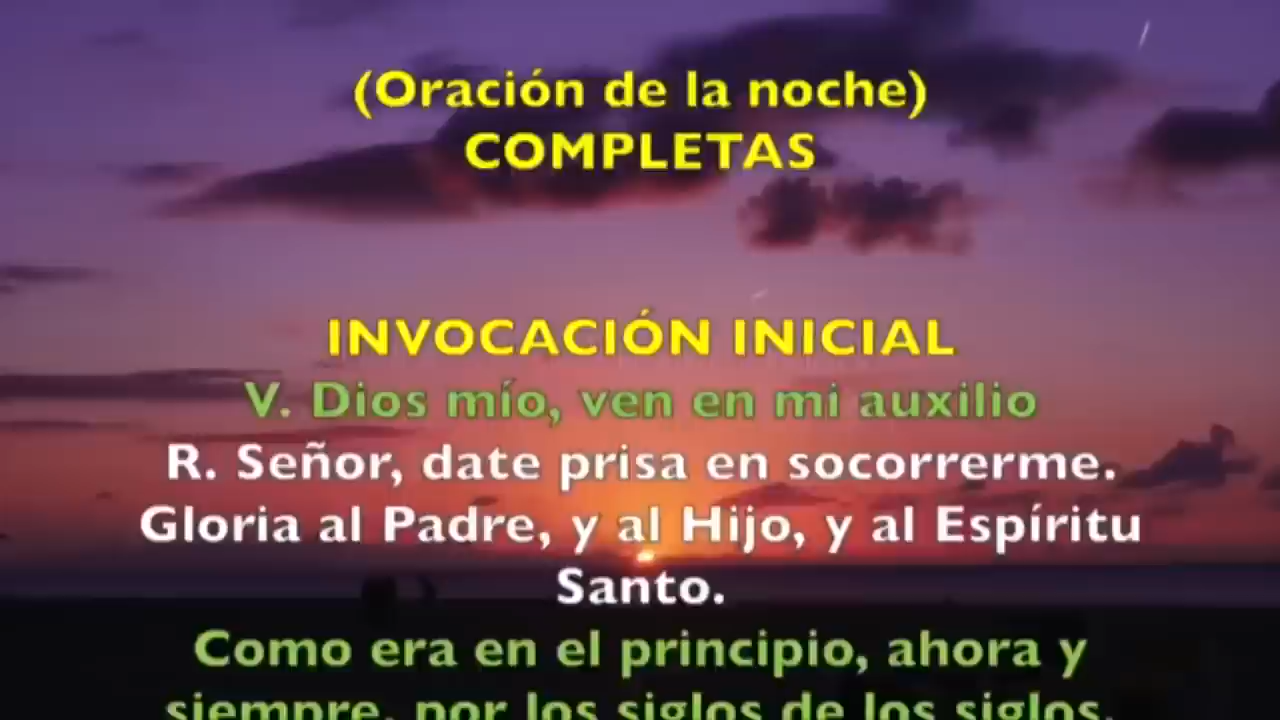 (Oración de la noche)
COMPLETAS
INVOCACIÓN INICIAL
V. Dios mío, ven en mi auxilio
R. Señor, date prisa en socorrerme.
Gloria al Padre, y al Hijo, y al Espíritu
Santo.
Como era en el principio, ahora y
siempre, por los siglos de los siglos.